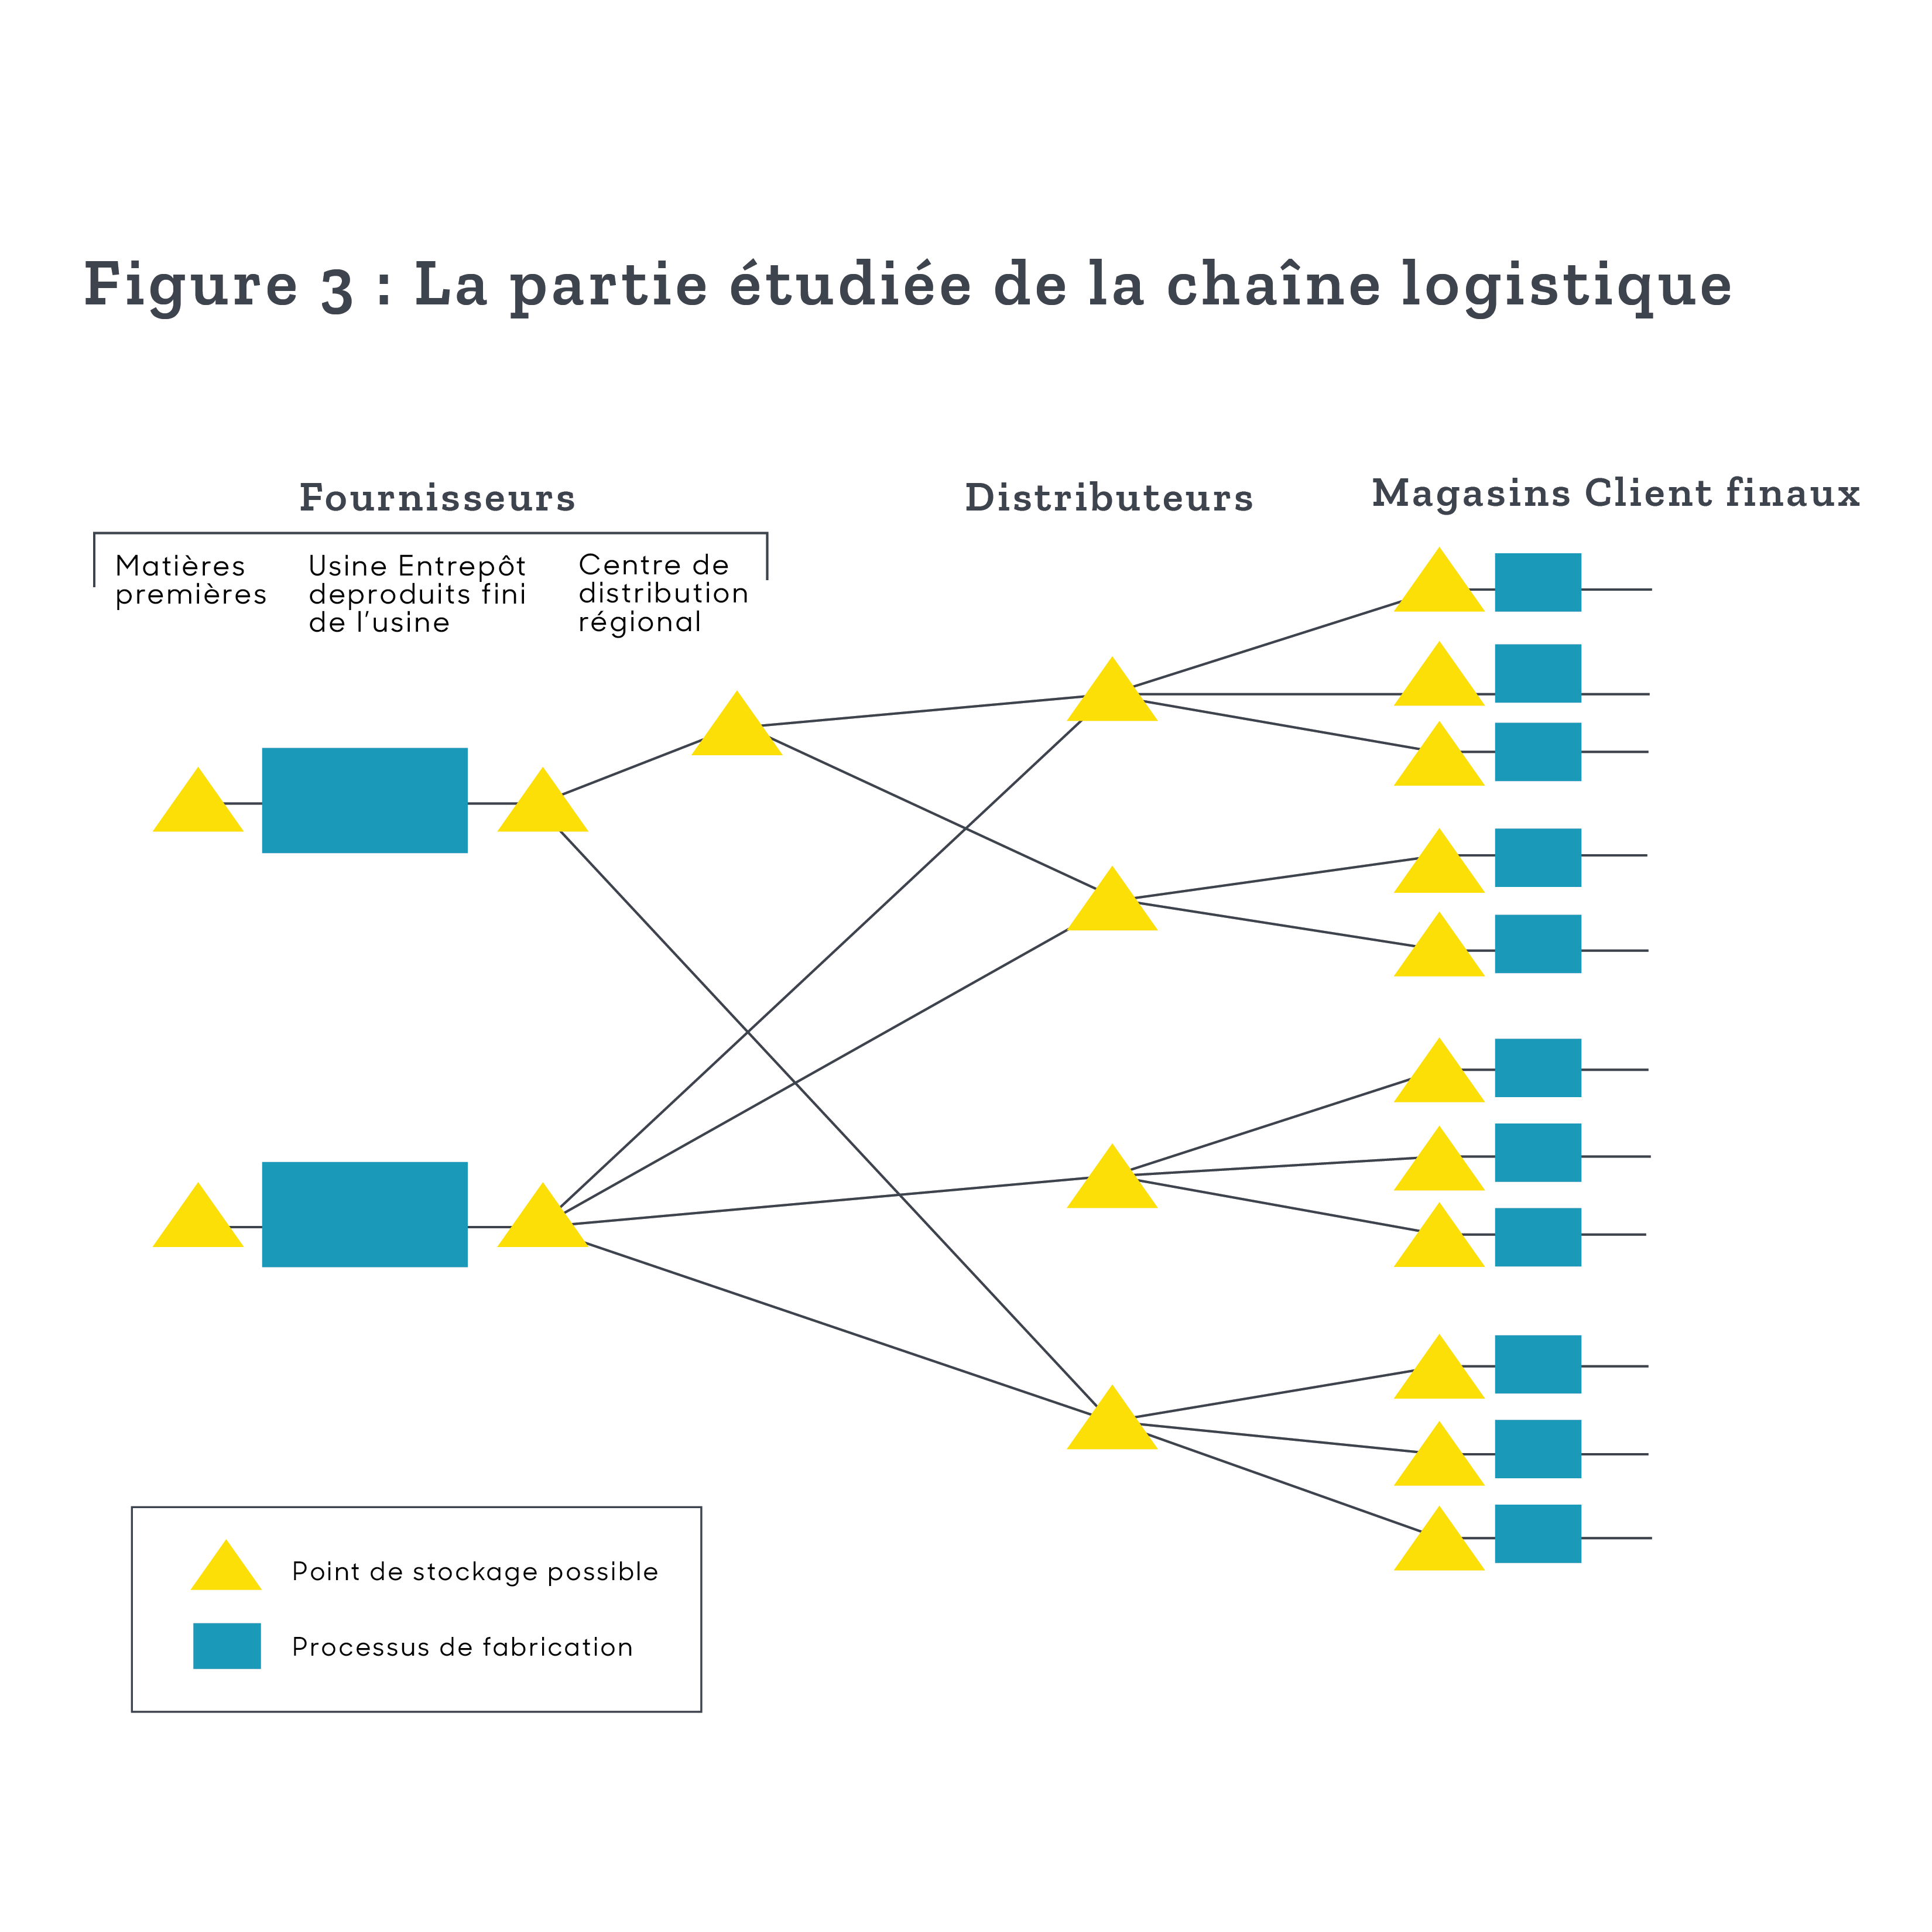 Figure 3 : La partie étudiée de la chaîne logistique
Fournisseurs
Distributeurs
Magasins Client finaux
Matières
premières
Usine Entrepôt
deproduits fini
de l'usine
Centre de
distribution
régional
Point de stockage possible
Processus de fabrication